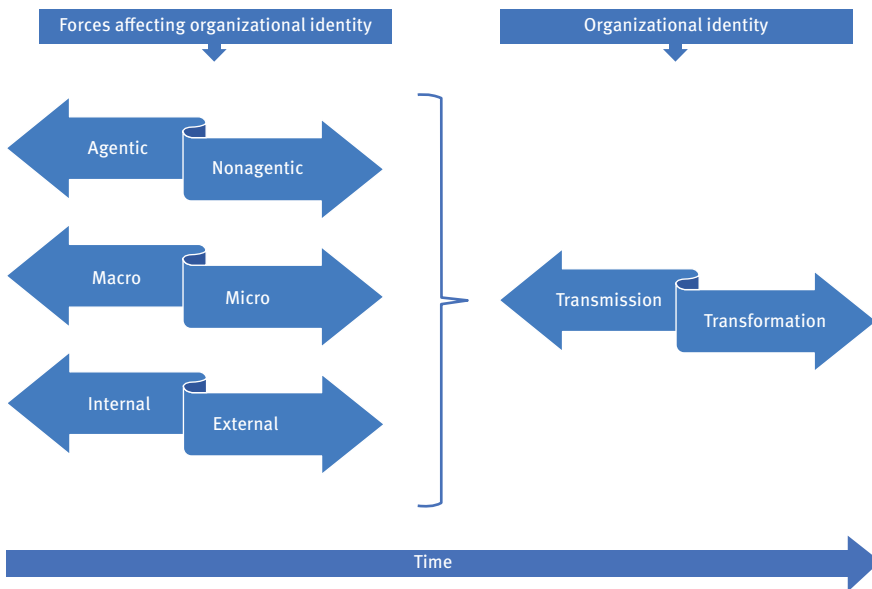 Forces affecting organizational identity
Organizational identity
Agentic
Nonagentic
Macro
Micro
Internal
External
Transmission
Transformation
Time